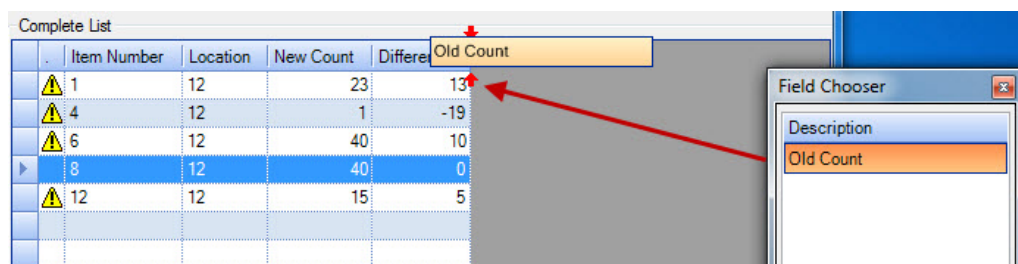 Complete List
. Item Number Location New Count Differe Old Count
1 12 23 13
4 12 1 -19
6 12 40 10
8 12 40 0
12 12 15 5
Field Chooser
Description
Old Count